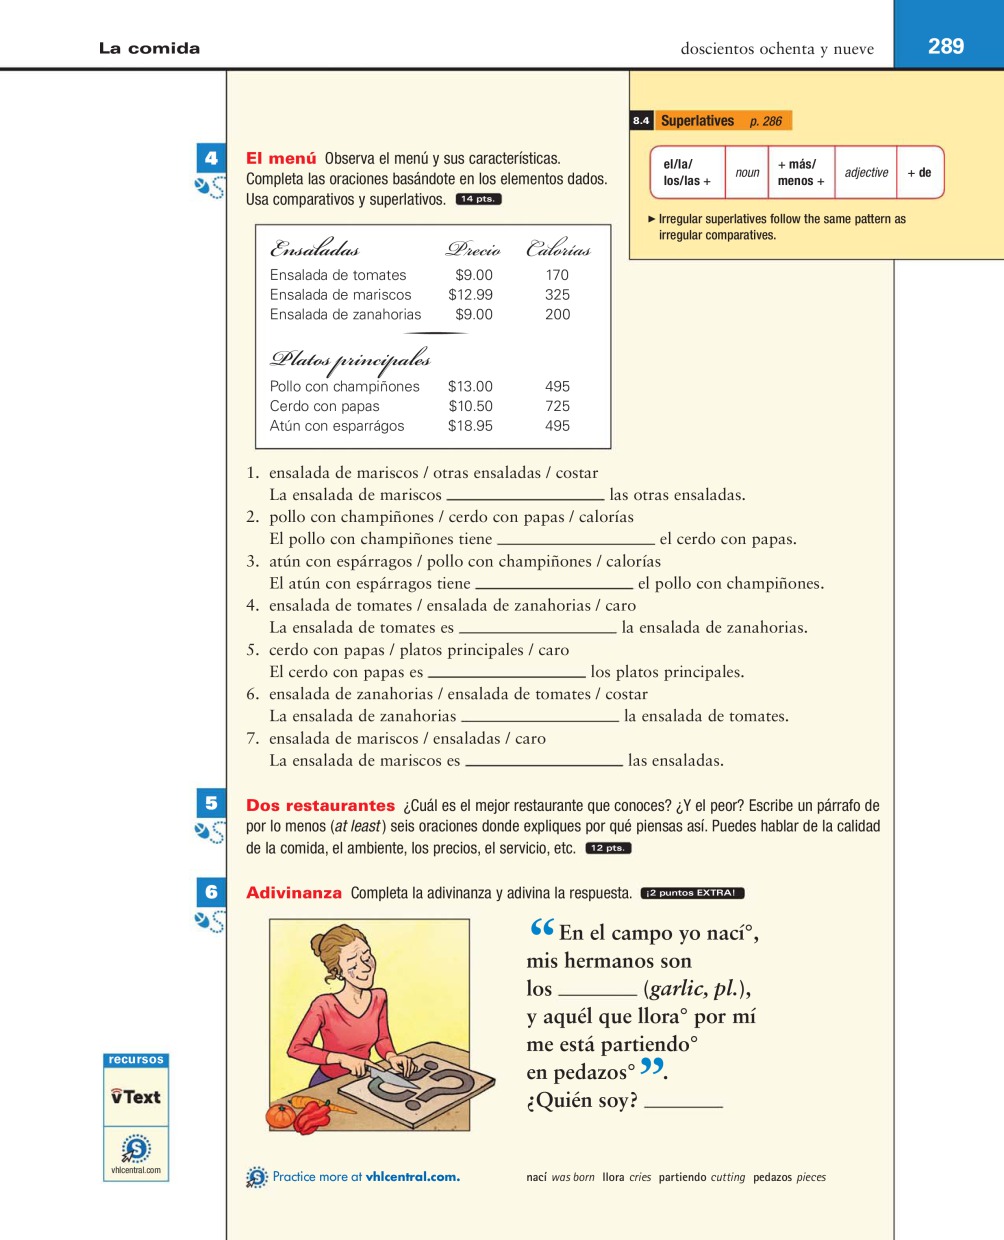 La comida
doscientos ochenta y nueve
289
8.4 Superlatives p. 286
el/la/
los/las +
noun
+ más/
menos +
adjective
+ de
▶ Irregular superlatives follow the same pattern as
irregular comparatives.
4
El menú Observa el menú y sus características.
Completa las oraciones basándote en los elementos dados.
Usa comparativos y superlativos. 14 pts.
Ensaladas Precio Calorías
Ensalada de tomates $9.00 170
Ensalada de mariscos $12.99 325
Ensalada de zanahorias $9.00 200
Platos principales
Pollo con champiñones $13.00 495
Cerdo con papas $10.50 725
Atún con esparrágos $18.95 495
1. ensalada de mariscos / otras ensaladas / costar
La ensalada de mariscos ________ las otras ensaladas.
2. pollo con champiñones / cerdo con papas / calorías
El pollo con champiñones tiene ________ el cerdo con papas.
3. atún con espárragos / pollo con champiñones / calorías
El atún con espárragos tiene ________ el pollo con champiñones.
4. ensalada de tomates / ensalada de zanahorias / caro
La ensalada de tomates es ________ la ensalada de zanahorias.
5. cerdo con papas / platos principales / caro
El cerdo con papas es ________ los platos principales.
6. ensalada de zanahorias / ensalada de tomates / costar
La ensalada de zanahorias ________ la ensalada de tomates.
7. ensalada de mariscos / ensaladas / caro
La ensalada de mariscos es ________ las ensaladas.
5
Dos restaurantes ¿Cuál es el mejor restaurante que conoces? ¿Y el peor? Escribe un párrafo de
por lo menos (at least) seis oraciones donde expliques por qué piensas así. Puedes hablar de la calidad
de la comida, el ambiente, los precios, el servicio, etc. 12 pts.
6
Adivinanza Completa la adivinanza y adivina la respuesta. ¡2 puntos EXTRA!
“En el campo yo nací°,
mis hermanos son
los ________ (garlic, pl.),
y aquél que llora° por mí
me está partiendo°
en pedazos°”.
¿Quién soy? ________
recursos
vText
S
vhlcentral.com
S Practice more at vhlcentral.com.
nací was born llora cries partiendo cutting pedazos pieces